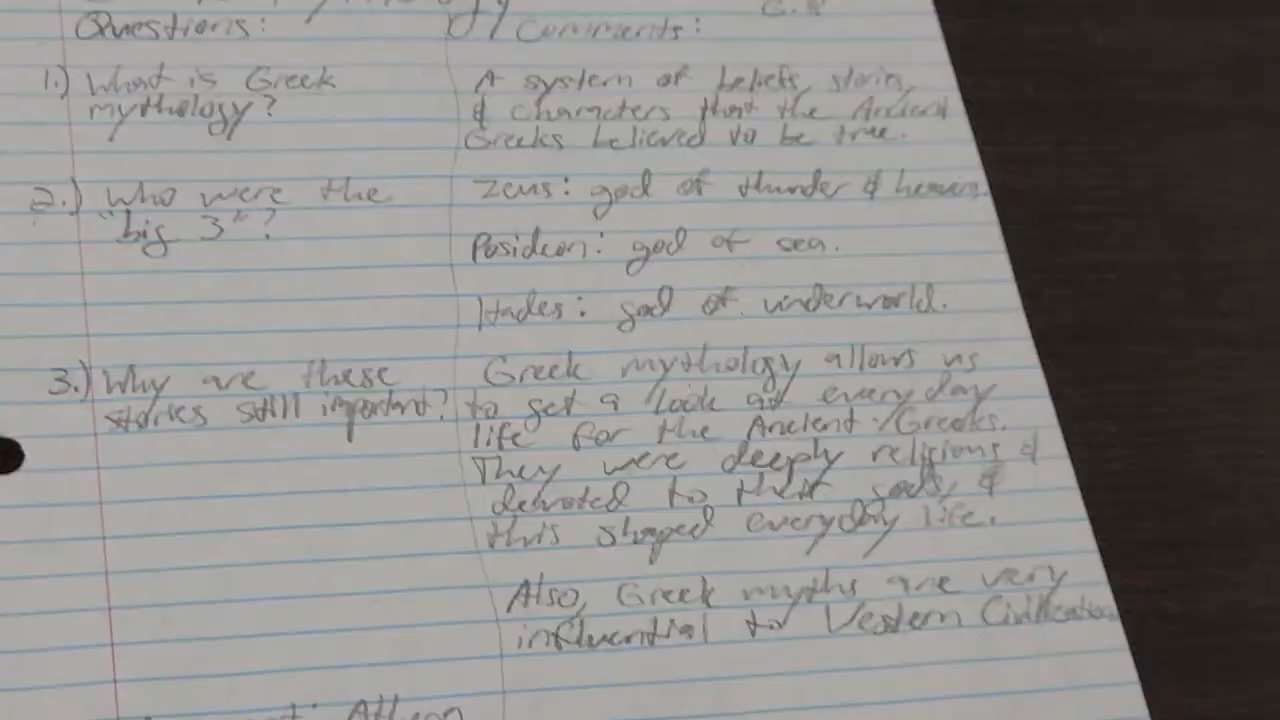 Questions:
Comments:
1.) What is Greek
mythology?
A system of beliefs, stories,
& characters that the Ancient
Greeks believed to be true.
2.) Who were the
"big 3"?
Zeus: god of thunder & heavens
Posideon: god of sea.
Hades: god of underworld.
3.) Why are these
stories still important?
Greek mythology allows us
to get a look at everyday
life for the Ancient Greeks.
They were deeply religious &
devoted to their gods, &
this shaped everyday life.
Also, Greek myths are very
influential to Western Civilization